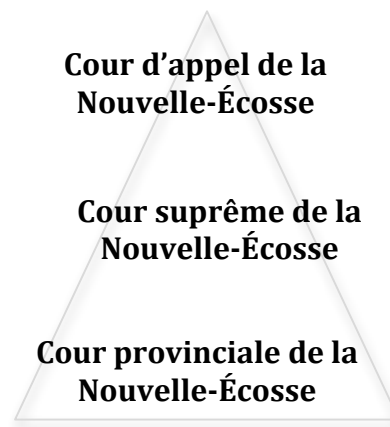 Cour d’appel de la
Nouvelle-Écosse
Cour suprême de la
Nouvelle-Écosse
Cour provinciale de la
Nouvelle-Écosse